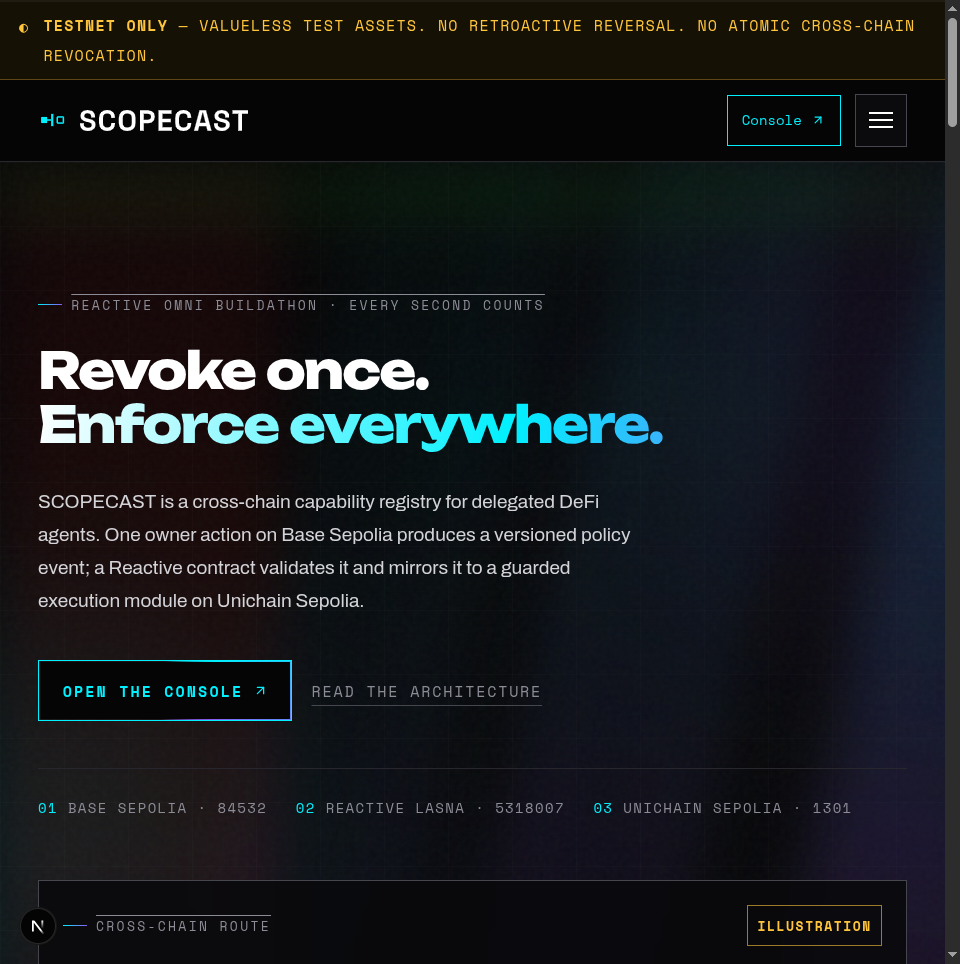 TESTNET ONLY — VALUELESS TEST ASSETS. NO RETROACTIVE REVERSAL. NO ATOMIC CROSS-CHAIN
REVOCATION.
SCOPECAST
Console
REACTIVE OMNI BUILDATHON · EVERY SECOND COUNTS
Revoke once.
Enforce everywhere.
SCOPECAST is a cross-chain capability registry for delegated DeFi
agents. One owner action on Base Sepolia produces a versioned policy
event; a Reactive contract validates it and mirrors it to a guarded
execution module on Unichain Sepolia.
OPEN THE CONSOLE
READ THE ARCHITECTURE
01 BASE SEPOLIA · 84532
02 REACTIVE LASNA · 5318007
03 UNICHAIN SEPOLIA · 1301
CROSS-CHAIN ROUTE
ILLUSTRATION
N